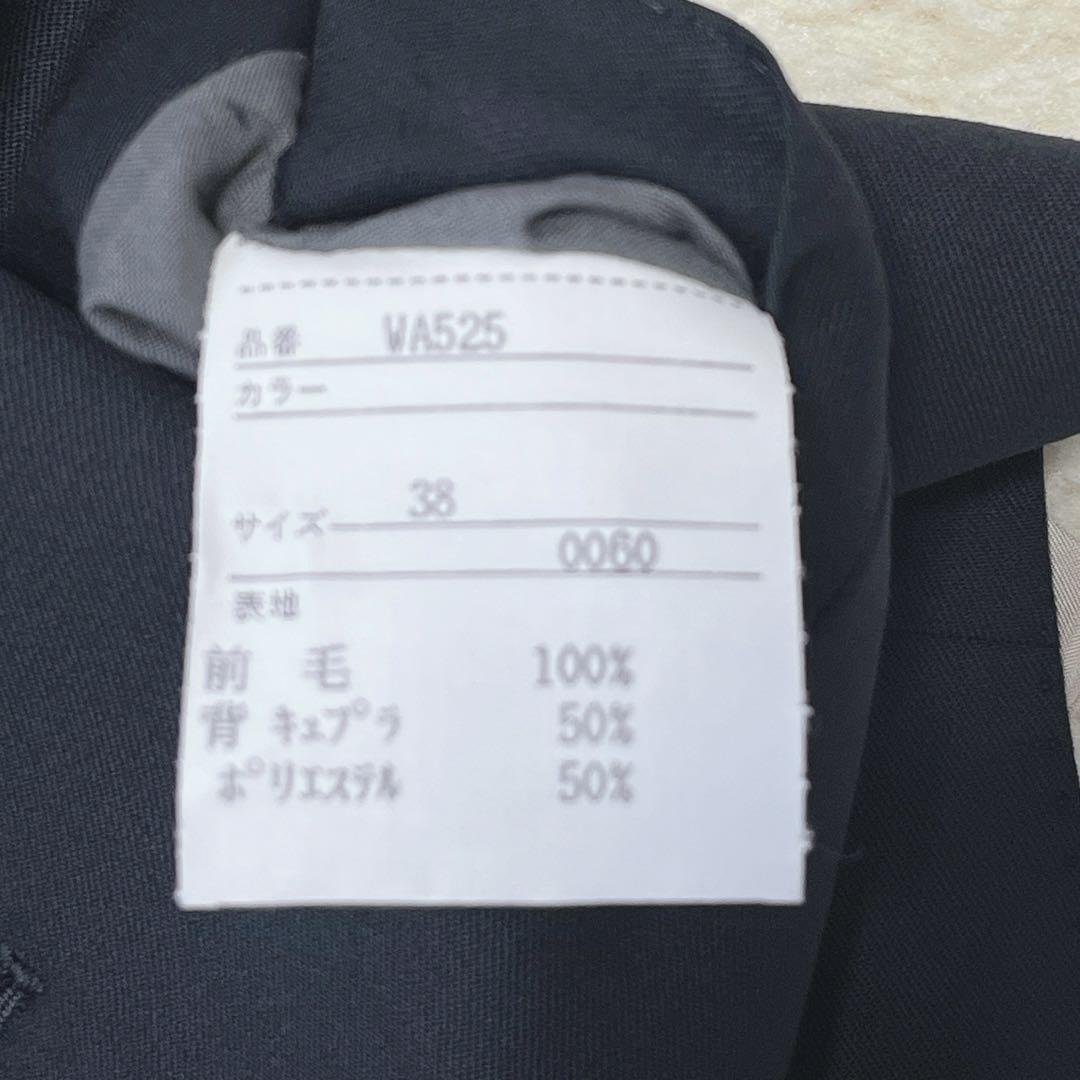 品番 WA525
カラー
サイズ 38
0060
表地
前 毛 100%
背 ｷｭﾌﾟﾗ 50%
ﾎﾟﾘｴｽﾃﾙ 50%